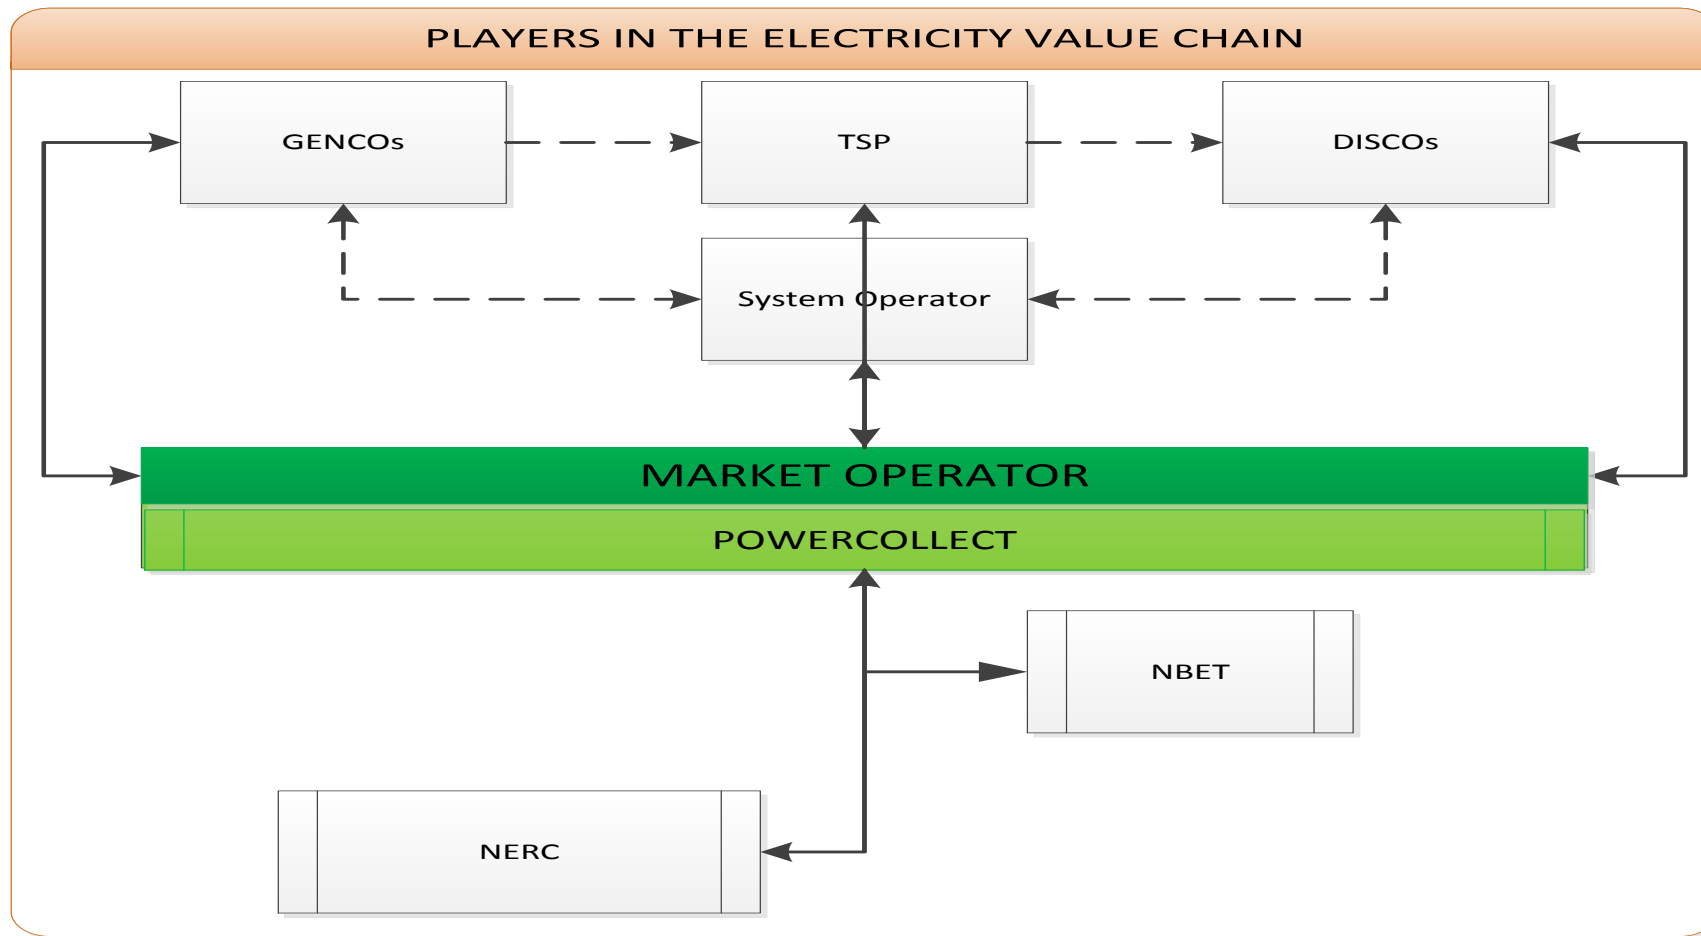 PLAYERS IN THE ELECTRICITY VALUE CHAIN
GENCOs
TSP
DISCOs
System Operator
MARKET OPERATOR
POWERCOLLECT
NBET
NERC